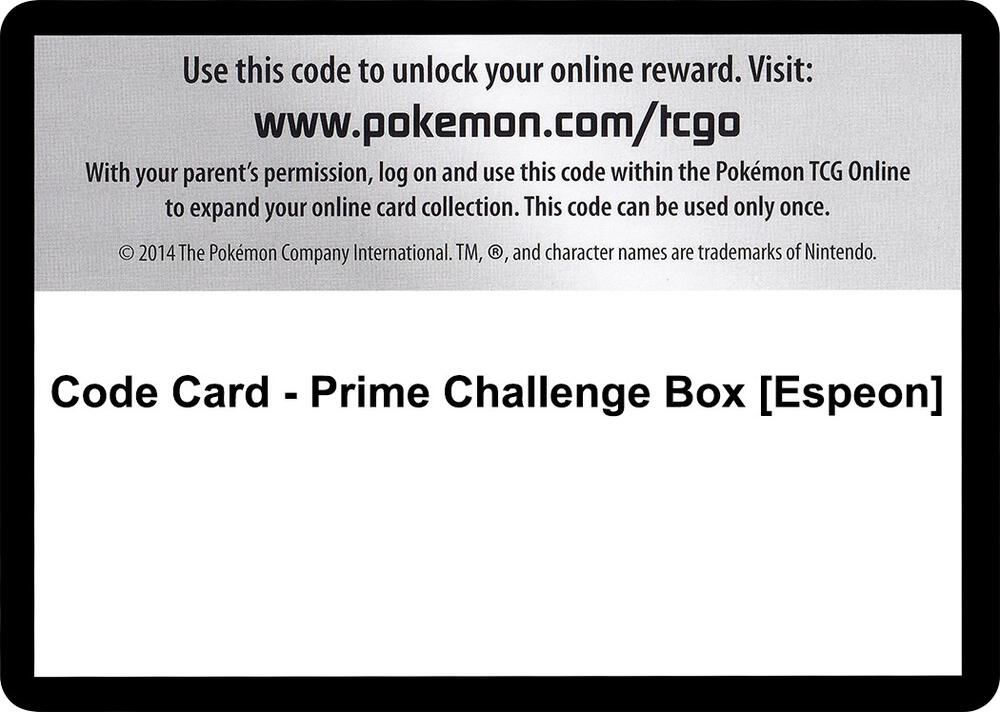 Use this code to unlock your online reward. Visit:
www.pokemon.com/tcgo
With your parent's permission, log on and use this code within the Pokémon TCG Online
to expand your online card collection. This code can be used only once.
© 2014 The Pokémon Company International. TM, ®, and character names are trademarks of Nintendo.
Code Card - Prime Challenge Box [Espeon]